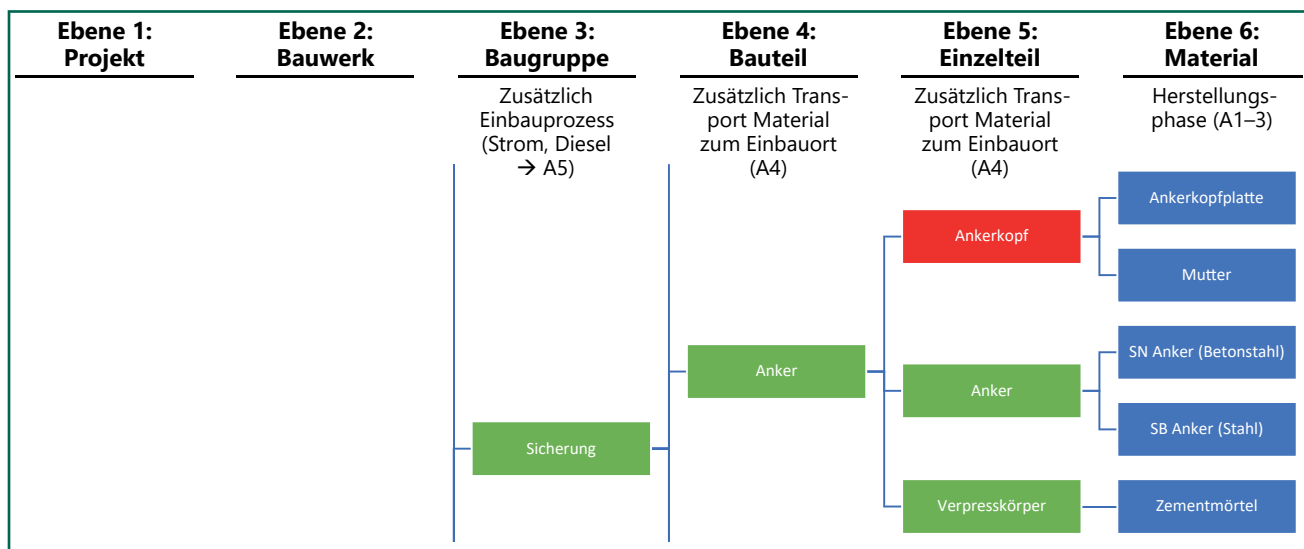 Ebene 1:
Projekt
Ebene 2:
Bauwerk
Ebene 3:
Baugruppe
Ebene 4:
Bauteil
Ebene 5:
Einzelteil
Ebene 6:
Material
Zusätzlich
Einbauprozess
(Strom, Diesel
→ A5)
Zusätzlich Trans-
port Material
zum Einbauort
(A4)
Zusätzlich Trans-
port Material
zum Einbauort
(A4)
Herstellungs-
phase (A1–3)
Ankerkopfplatte
Ankerkopf
Mutter
SN Anker (Betonstahl)
Anker
Anker
SB Anker (Stahl)
Sicherung
Verpresskörper
Zementmörtel